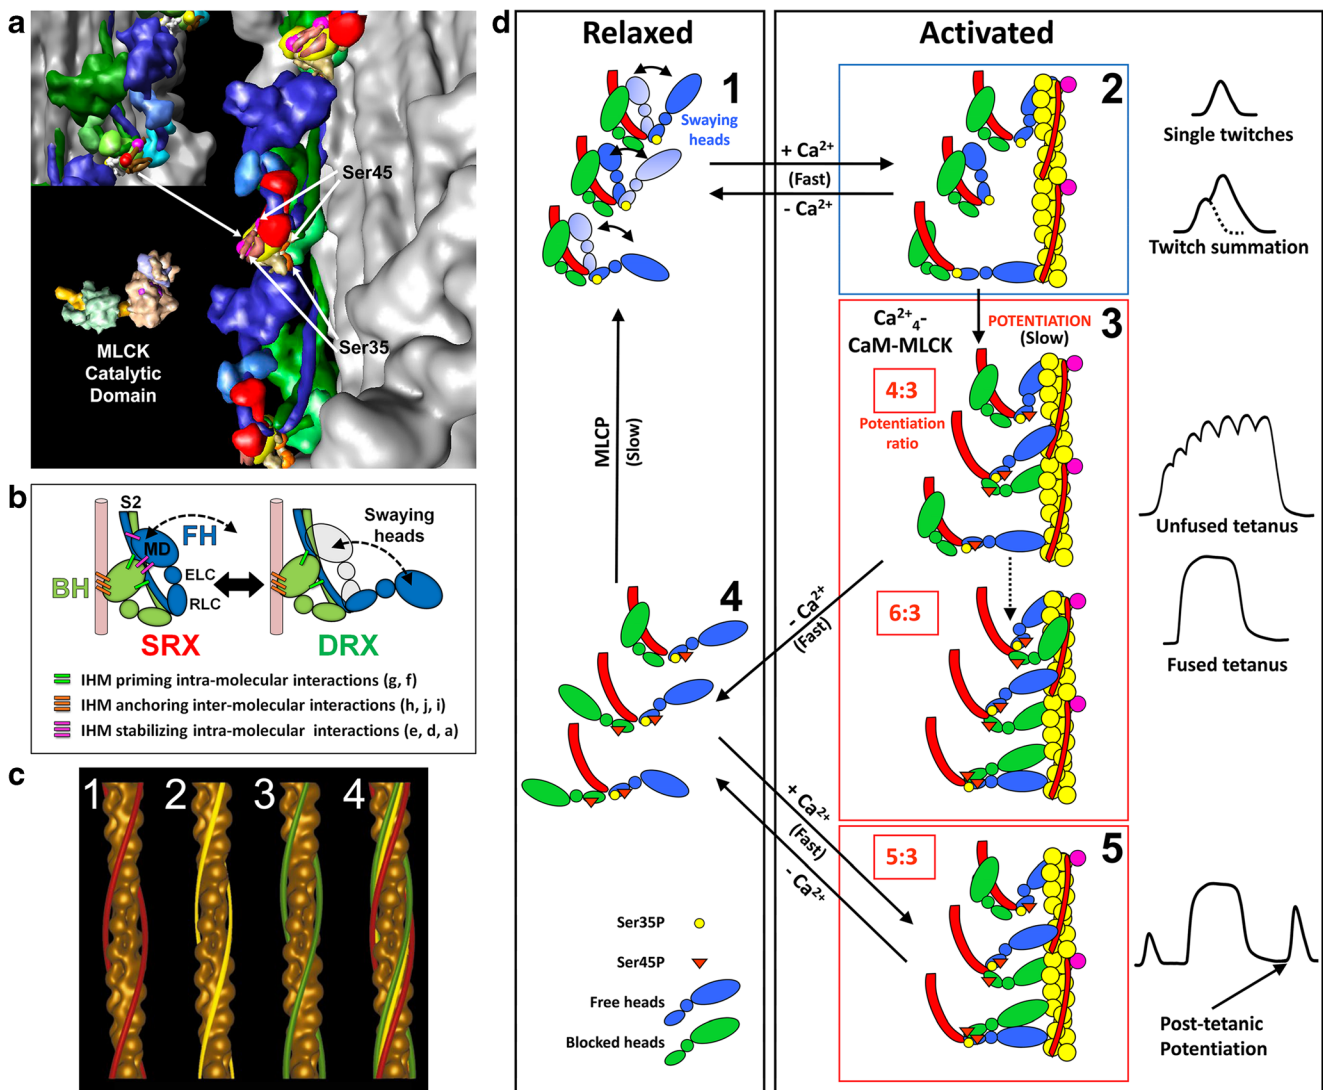 a
Ser45
Ser35
MLCK
Catalytic
Domain
b
S2
FH
MD
BH
ELC
RLC
SRX
Swaying
heads
DRX
IHM priming intra-molecular interactions (g, f)
IHM anchoring inter-molecular interactions (h, j, i)
IHM stabilizing intra-molecular interactions (e, d, a)
c
1
2
3
4
d
Relaxed
1
Swaying
heads
+ Ca²⁺
(Fast)
- Ca²⁺
MLCP
(Slow)
4
- Ca²⁺
(Fast)
+ Ca²⁺
(Fast)
- Ca²⁺
Ser35P
Ser45P
Free heads
Blocked heads
Activated
2
Single twitches
Twitch summation
Ca²⁺₄-
CaM-MLCK
POTENTIATION
(Slow)
3
4:3
Potentiation
ratio
6:3
Unfused tetanus
Fused tetanus
5:3
5
Post-tetanic
Potentiation